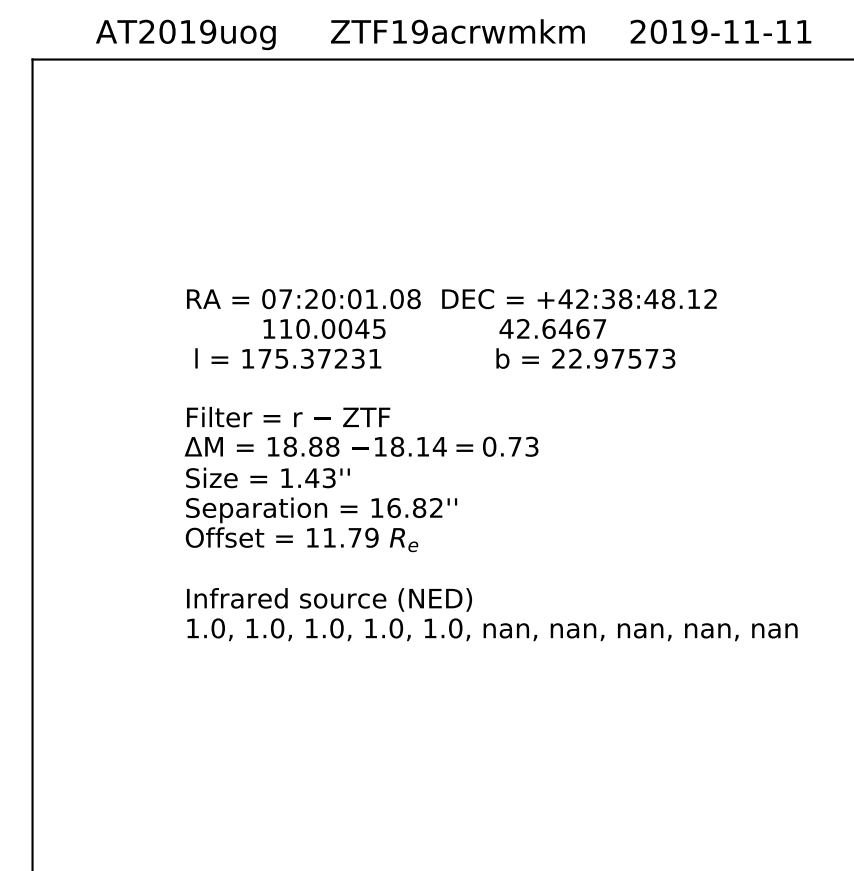 AT2019uog ZTF19acrwmkm 2019-11-11
RA = 07:20:01.08 DEC = +42:38:48.12
110.0045 42.6467
l = 175.37231 b = 22.97573
Filter = r − ZTF
ΔM = 18.88 −18.14 = 0.73
Size = 1.43''
Separation = 16.82''
Offset = 11.79 Rₑ
Infrared source (NED)
1.0, 1.0, 1.0, 1.0, 1.0, nan, nan, nan, nan, nan